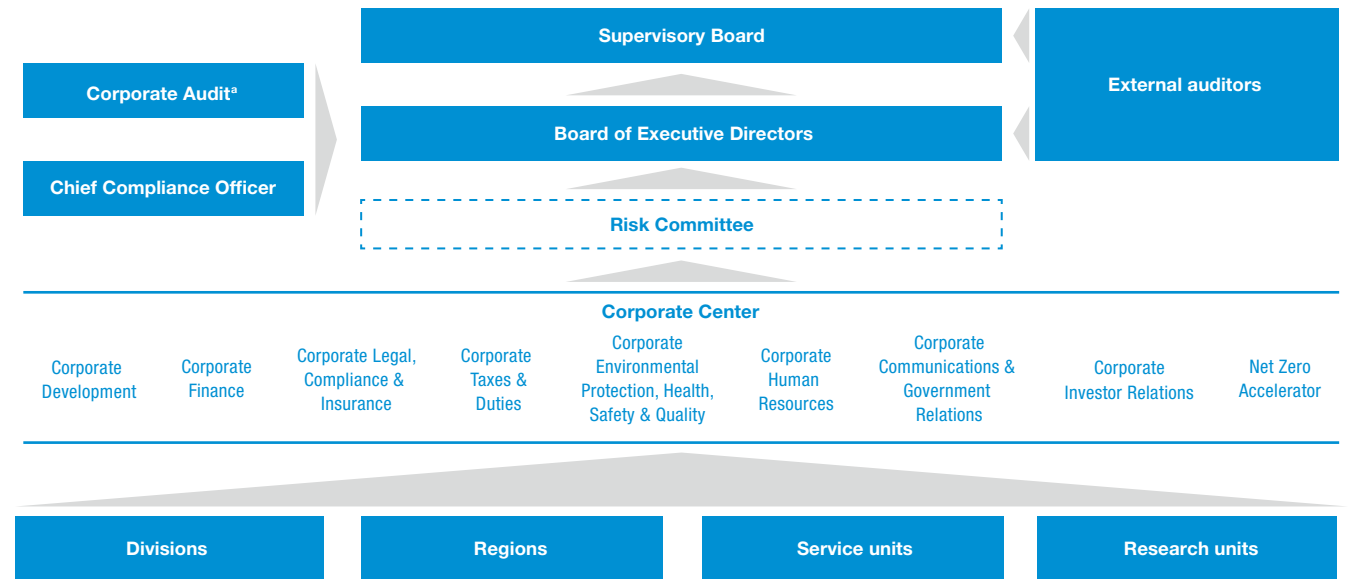 Supervisory Board
External auditors
Corporate Auditª
Board of Executive Directors
Chief Compliance Officer
Risk Committee
Corporate Center
Corporate
Development
Corporate
Finance
Corporate Legal,
Compliance &
Insurance
Corporate
Taxes &
Duties
Corporate
Environmental
Protection, Health,
Safety & Quality
Corporate
Human
Resources
Corporate
Communications &
Government
Relations
Corporate
Investor Relations
Net Zero
Accelerator
Divisions
Regions
Service units
Research units